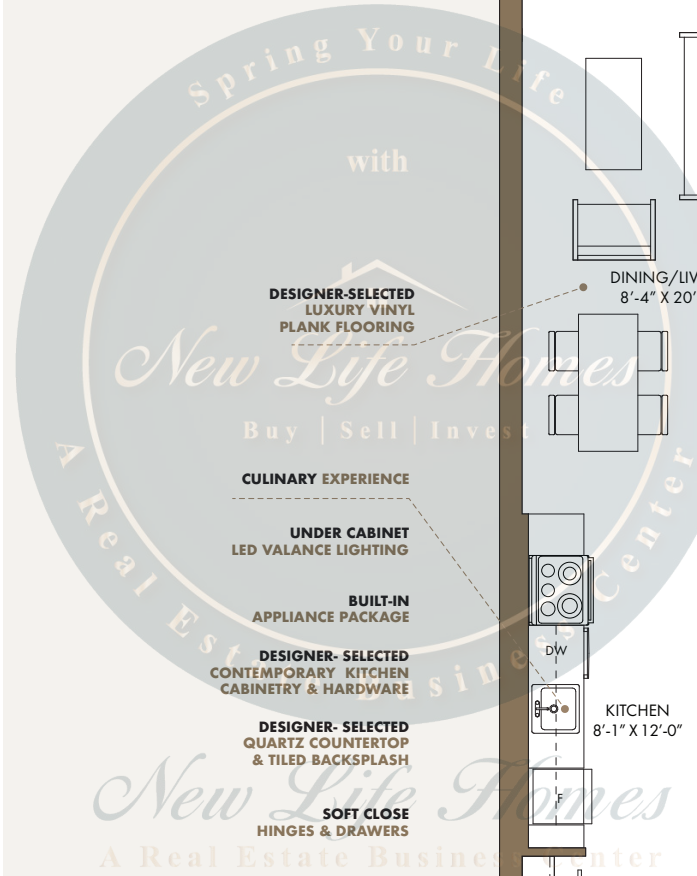 Spring Your Life
with
DESIGNER-SELECTED
LUXURY VINYL
PLANK FLOORING
DINING/LIV
8'-4" X 20'
New Life Homes
Buy | Sell | Invest
CULINARY EXPERIENCE
UNDER CABINET
LED VALANCE LIGHTING
BUILT-IN
APPLIANCE PACKAGE
DESIGNER- SELECTED
CONTEMPORARY KITCHEN
CABINETRY & HARDWARE
DW
A Real Estate Business Center
DESIGNER- SELECTED
QUARTZ COUNTERTOP
& TILED BACKSPLASH
KITCHEN
8'-1" X 12'-0"
F
SOFT CLOSE
HINGES & DRAWERS
New Life Homes
A Real Estate Business Center